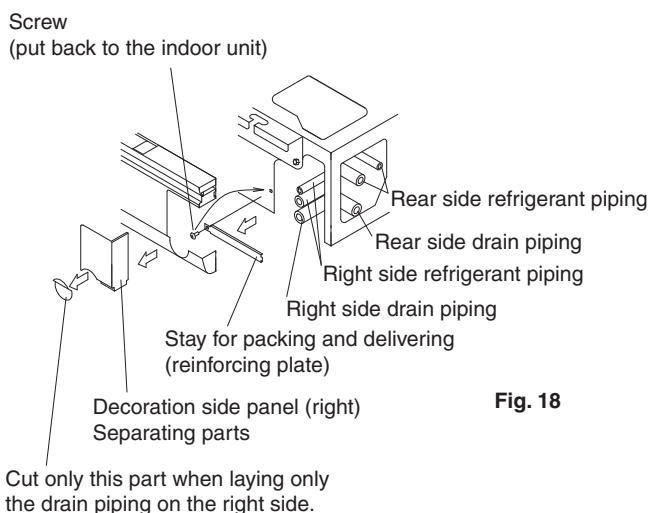 Screw
(put back to the indoor unit)
Rear side refrigerant piping
Rear side drain piping
Right side refrigerant piping
Right side drain piping
Stay for packing and delivering
(reinforcing plate)
Fig. 18
Decoration side panel (right)
Separating parts
Cut only this part when laying only
the drain piping on the right side.